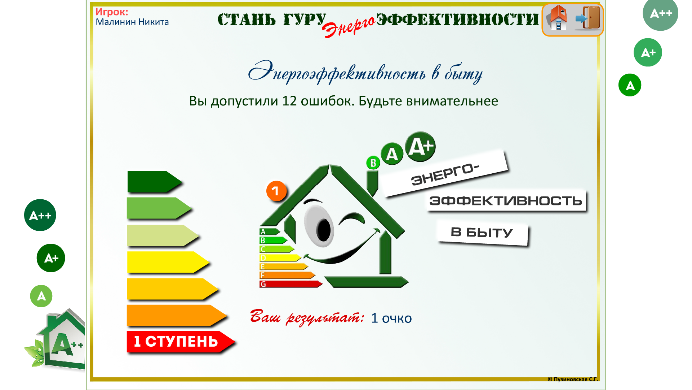 Игрок:
Малинин Никита
СТАНЬ ГУРУ Энерго ЭФФЕКТИВНОСТИ
Энергоэффективность в быту
Вы допустили 12 ошибок. Будьте внимательнее
A++
A+
A
B A A+
1
ЭНЕРГО-
ЭФФЕКТИВНОСТЬ
В БЫТУ
A
B
C
D
E
F
G
A++
A+
A
A++
1 СТУПЕНЬ
Ваш результат: 1 очко
© Пузиновская С.Г.